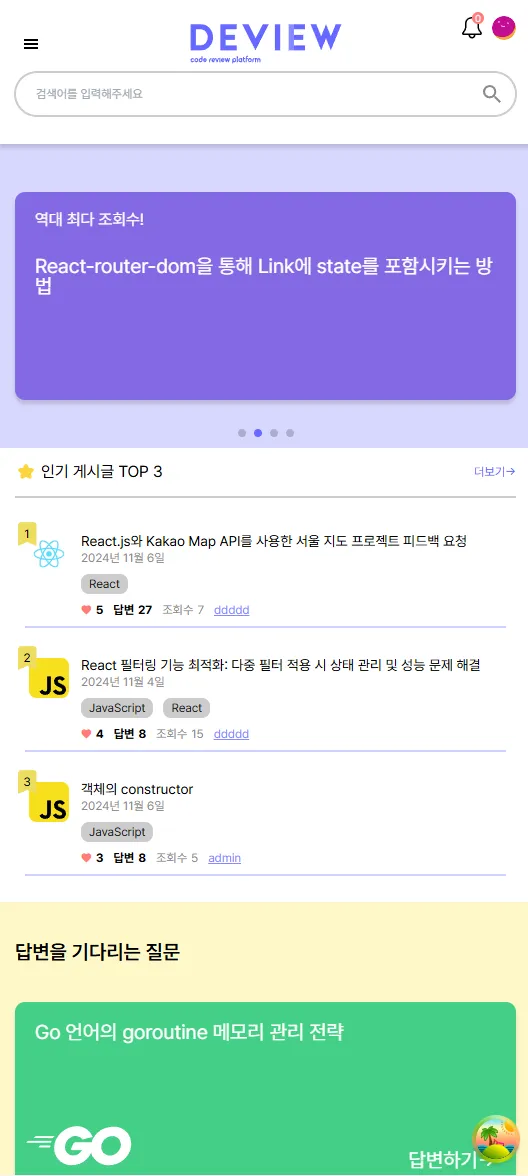 DEVIEW
code review platform
0
검색어를 입력해주세요
역대 최다 조회수!
React-router-dom을 통해 Link에 state를 포함시키는 방
법
인기 게시글 TOP 3
더보기→
1
React.js와 Kakao Map API를 사용한 서울 지도 프로젝트 피드백 요청
2024년 11월 6일
React
5 답변 27 조회수 7 ddddd
2
JS
React 필터링 기능 최적화: 다중 필터 적용 시 상태 관리 및 성능 문제 해결
2024년 11월 4일
JavaScript React
4 답변 8 조회수 15 ddddd
3
JS
객체의 constructor
2024년 11월 6일
JavaScript
3 답변 8 조회수 5 admin
답변을 기다리는 질문
Go 언어의 goroutine 메모리 관리 전략
GO
답변하기→